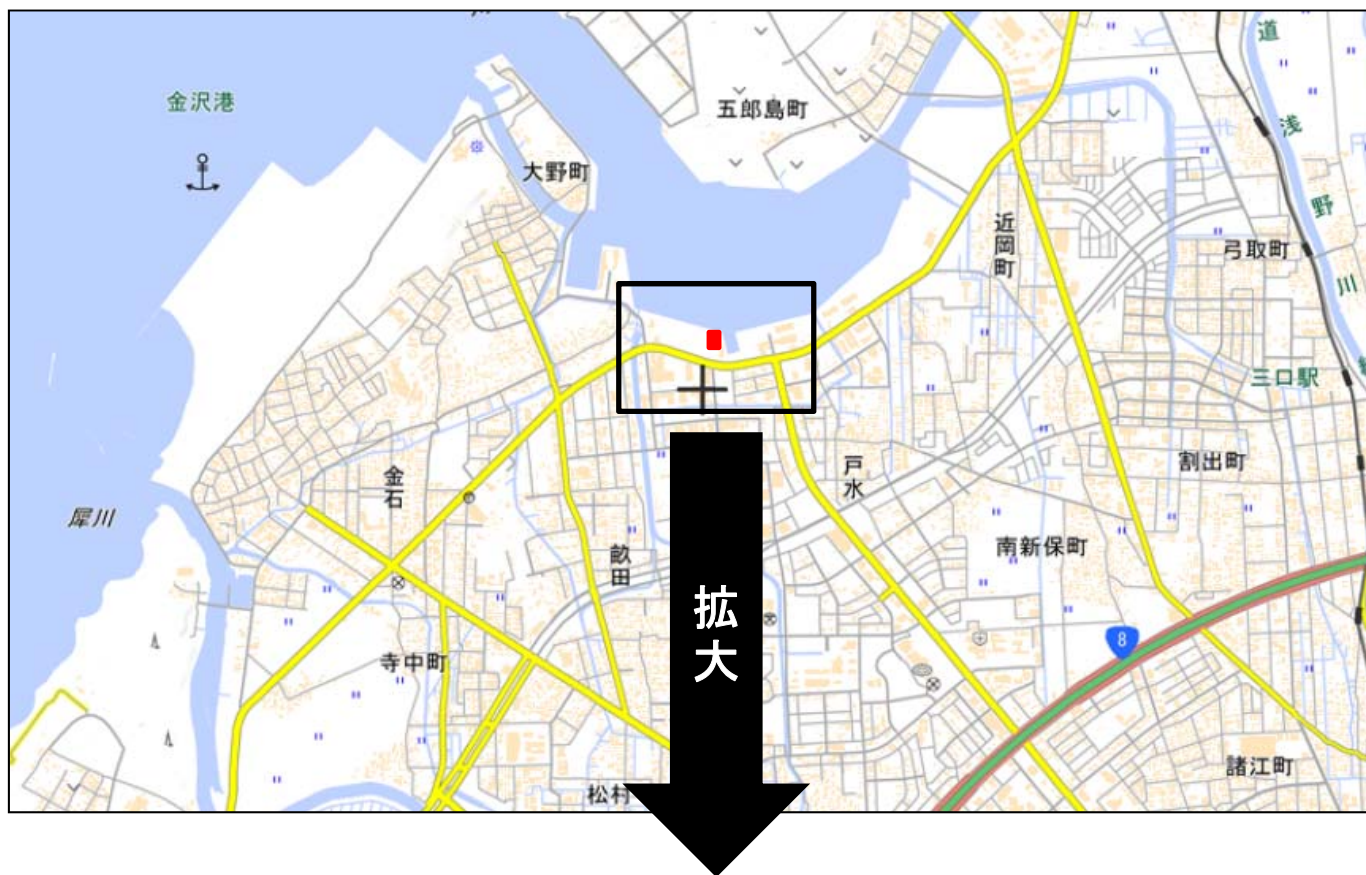 金沢港
五郎島町
大野町
道
浅
野
川
近岡町
弓取町
三口駅
割出町
戸水
金石
犀川
南新保町
畝田
8
寺中町
諸江町
松村
拡大